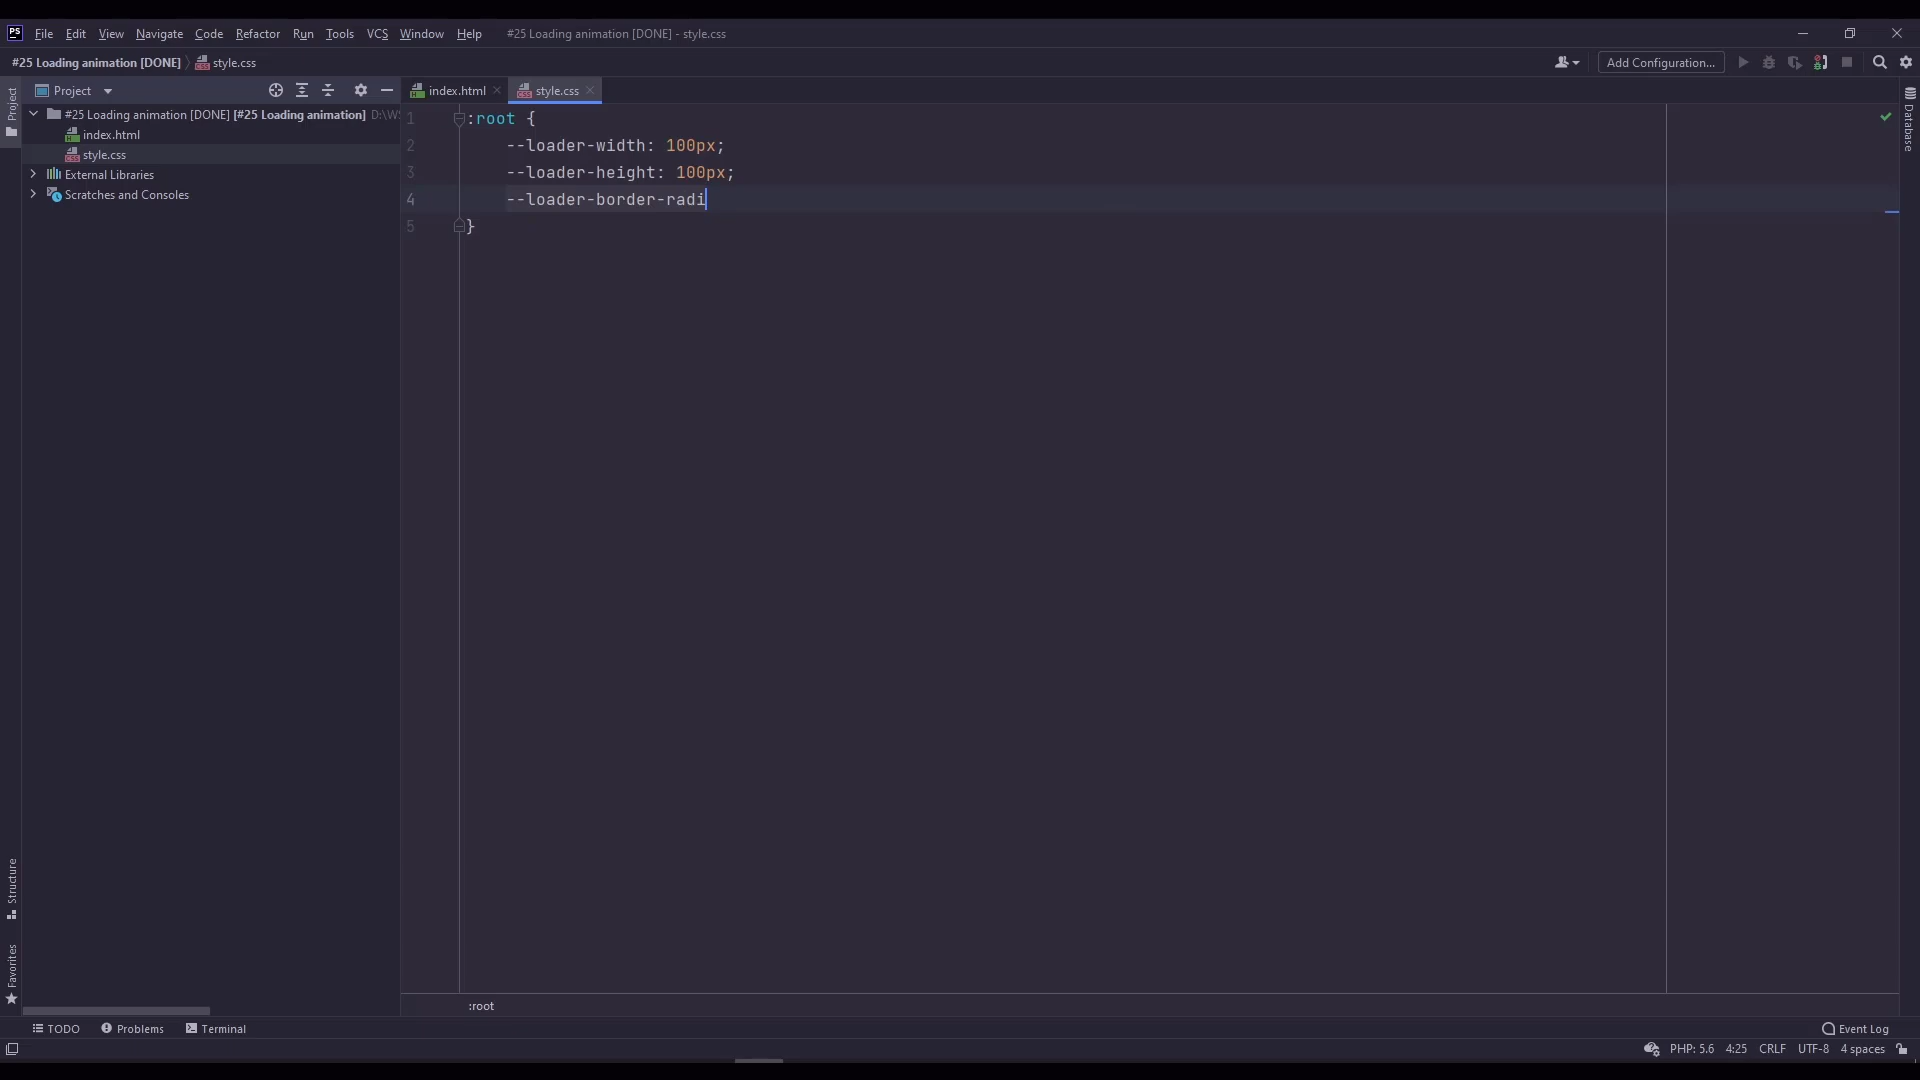 PS File Edit View Navigate Code Refactor Run Tools VCS Window Help #25 Loading animation [DONE] - style.css
#25 Loading animation [DONE] style.css Add Configuration...
Project
Project
index.html
style.css
#25 Loading animation [DONE] [#25 Loading animation] D:\WS
index.html
style.css
External Libraries
Scratches and Consoles
1 :root {
2 --loader-width: 100px;
3 --loader-height: 100px;
4 --loader-border-radi
5 }
Database
Structure
Favorites
:root
TODO Problems Terminal Event Log
PHP: 5.6 4:25 CRLF UTF-8 4 spaces